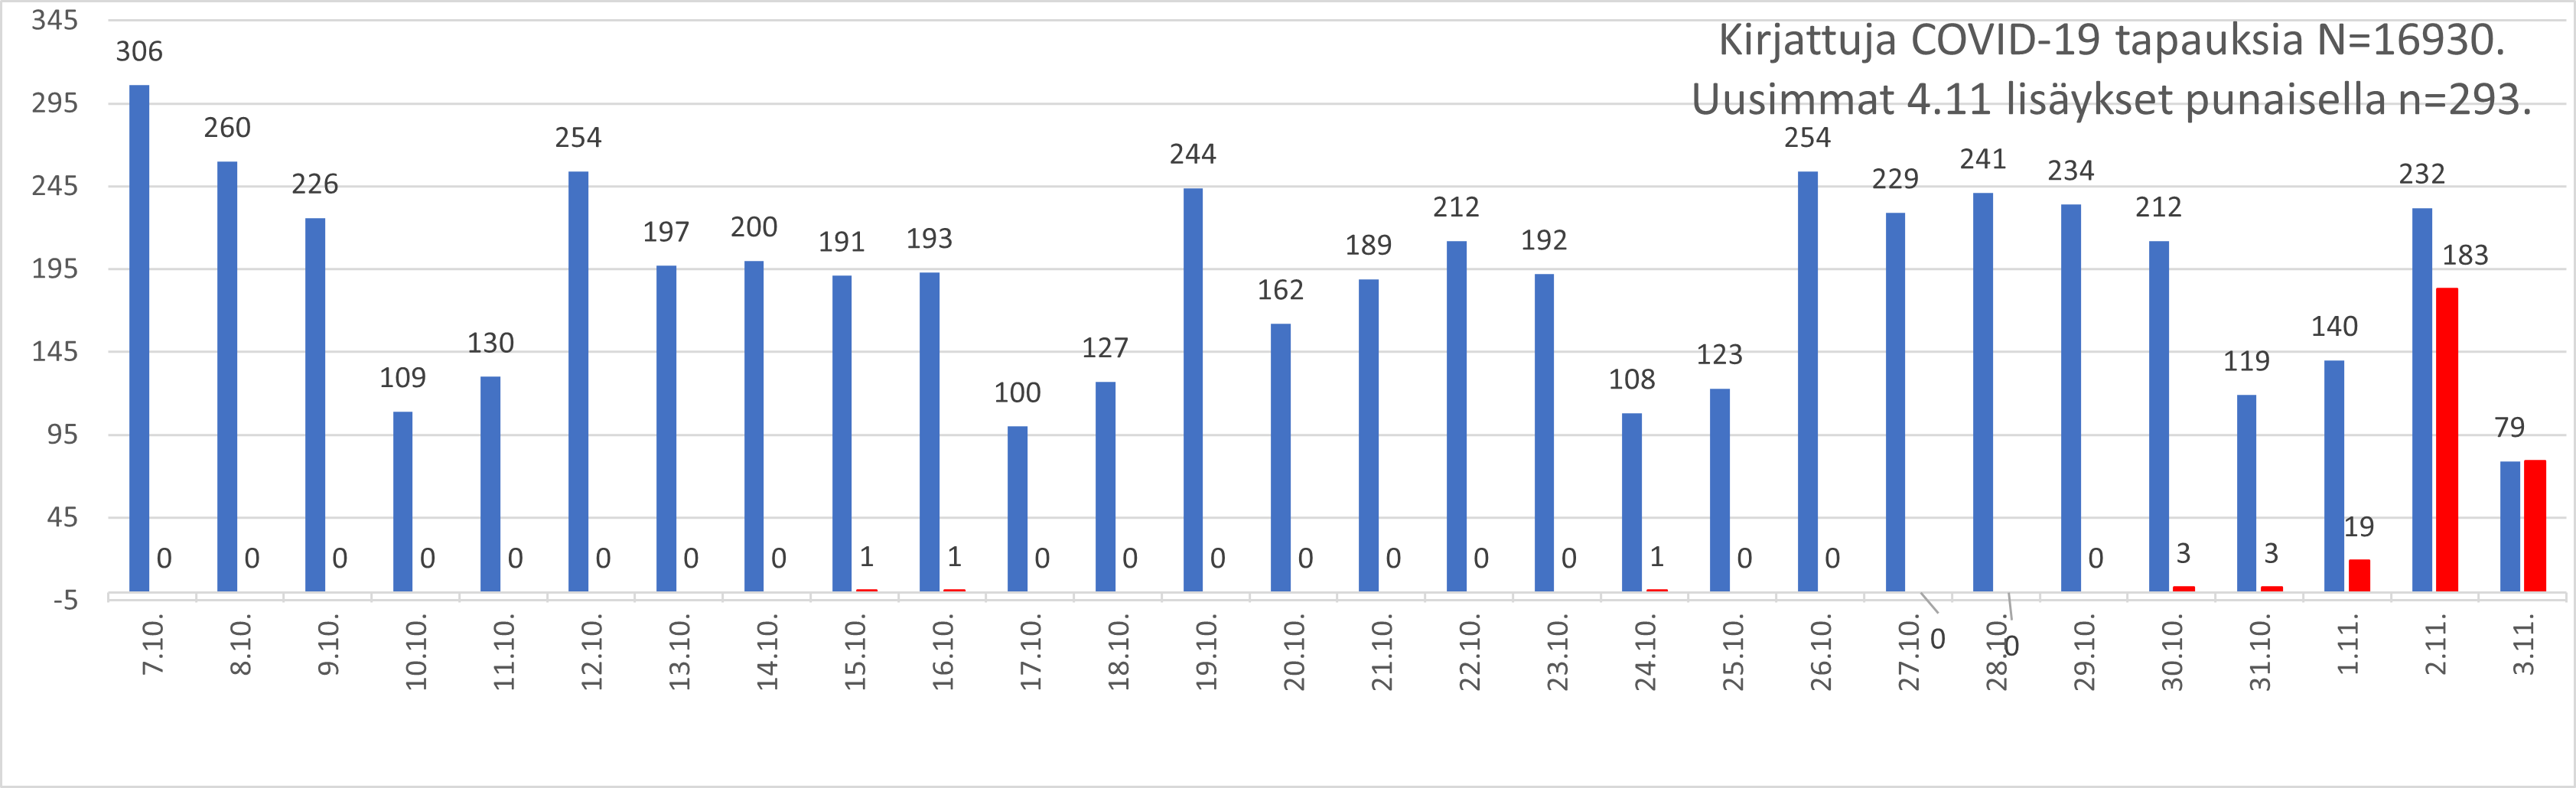 Kirjattuja COVID-19 tapauksia N=16930.
Uusimmat 4.11 lisäykset punaisella n=293.
345
295
245
195
145
95
45
-5
306 260 226 109 130 254 197 200 191 193 100 127 244 162 189 212 192 108 123 254 229 241 234 212 119 140 232 79
0 0 0 0 0 0 0 0 1 1 0 0 0 0 0 0 0 1 0 0 0 0 0 3 3 19 183
7.10. 8.10. 9.10. 10.10. 11.10. 12.10. 13.10. 14.10. 15.10. 16.10. 17.10. 18.10. 19.10. 20.10. 21.10. 22.10. 23.10. 24.10. 25.10. 26.10. 27.10. 28.10. 29.10. 30.10. 31.10. 1.11. 2.11. 3.11.